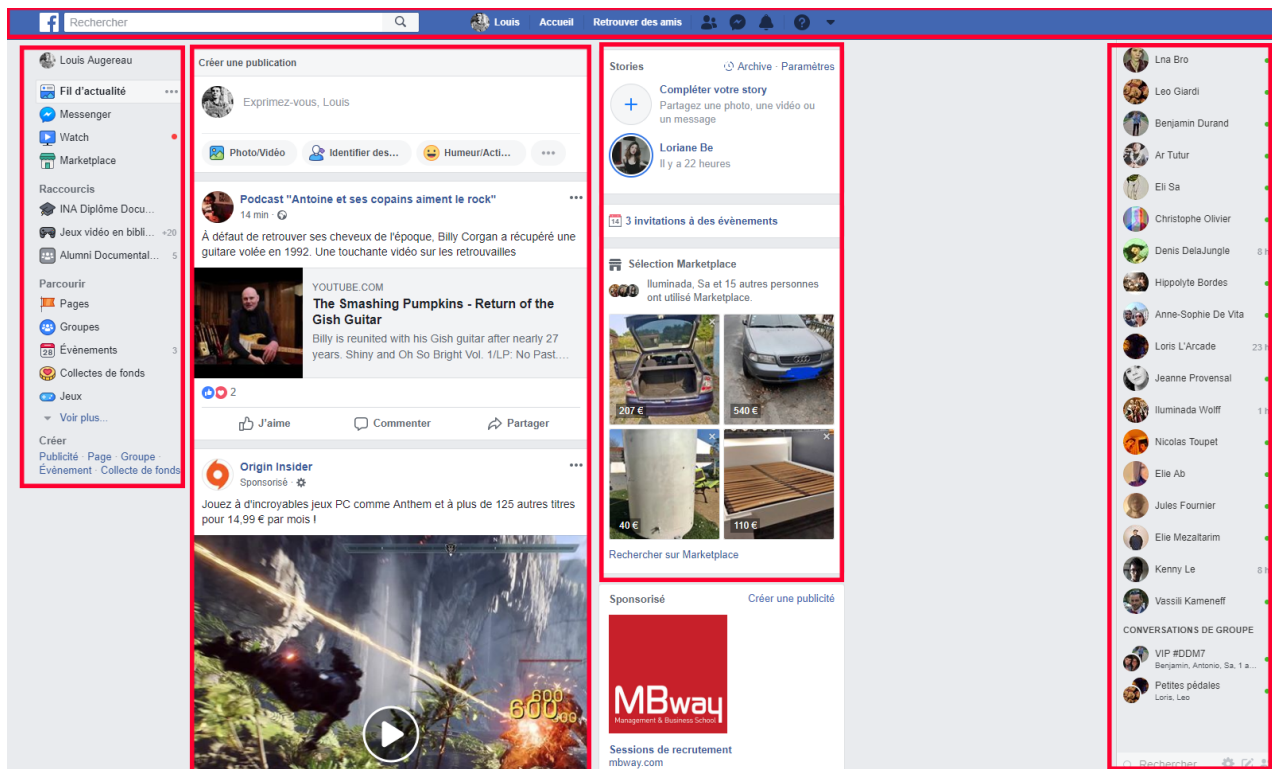 Rechercher
Louis Accueil Retrouver des amis
Louis Augereau
Fil d'actualité
Messenger
Watch
Marketplace
Raccourcis
INA Diplôme Docu...
Jeux vidéo en bibli... +20
Alumni Documental... 5
Parcourir
Pages
Groupes
Évènements 3
Collectes de fonds
Jeux
Voir plus...
Créer
Publicité · Page · Groupe ·
Évènement · Collecte de fonds
Créer une publication
Exprimez-vous, Louis
Photo/Vidéo Identifier des... Humeur/Acti...
Podcast "Antoine et ses copains aiment le rock"
14 min ·
À défaut de retrouver ses cheveux de l'époque, Billy Corgan a récupéré une
guitare volée en 1992. Une touchante vidéo sur les retrouvailles
YOUTUBE.COM
The Smashing Pumpkins - Return of the
Gish Guitar
Billy is reunited with his Gish guitar after nearly 27
years. Shiny and Oh So Bright Vol. 1/LP: No Past....
2
J'aime Commenter Partager
Origin Insider
Sponsorisé ·
Jouez à d'incroyables jeux PC comme Anthem et à plus de 125 autres titres
pour 14,99 € par mois !
600
600
Stories Archive · Paramètres
Compléter votre story
Partagez une photo, une vidéo ou
un message
Loriane Be
Il y a 22 heures
14 3 invitations à des évènements
Sélection Marketplace
Iluminada, Sa et 15 autres personnes
ont utilisé Marketplace.
207 € 540 €
40 € 110 €
Rechercher sur Marketplace
Sponsorisé Créer une publicité
MBway
Management & Business School
Sessions de recrutement
mbway.com
Lna Bro
Leo Giardi
Benjamin Durand
Ar Tutur
Eli Sa
Christophe Olivier
Denis DelaJungle 8 h
Hippolyte Bordes
Anne-Sophie De Vita
Loris L'Arcade 23 h
Jeanne Provensal
Iluminada Wolff 1 h
Nicolas Toupet
Elie Ab
Jules Fournier
Elie Mezaltarim
Kenny Le 8 h
Vassili Kameneff
CONVERSATIONS DE GROUPE
VIP #DDM7
Benjamin, Antonio, Sa, 1 a...
Petites pédales
Loris, Leo
Rechercher